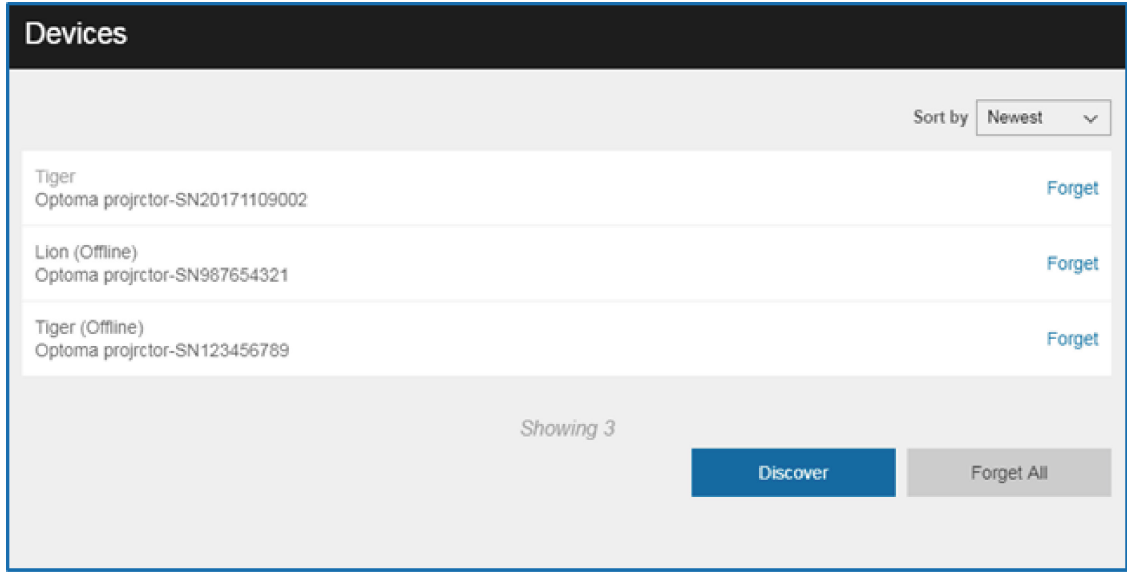 Devices
Sort by Newest
Tiger
Optoma projrctor-SN20171109002
Forget
Lion (Offline)
Optoma projrctor-SN987654321
Forget
Tiger (Offline)
Optoma projrctor-SN123456789
Forget
Showing 3
Discover
Forget All